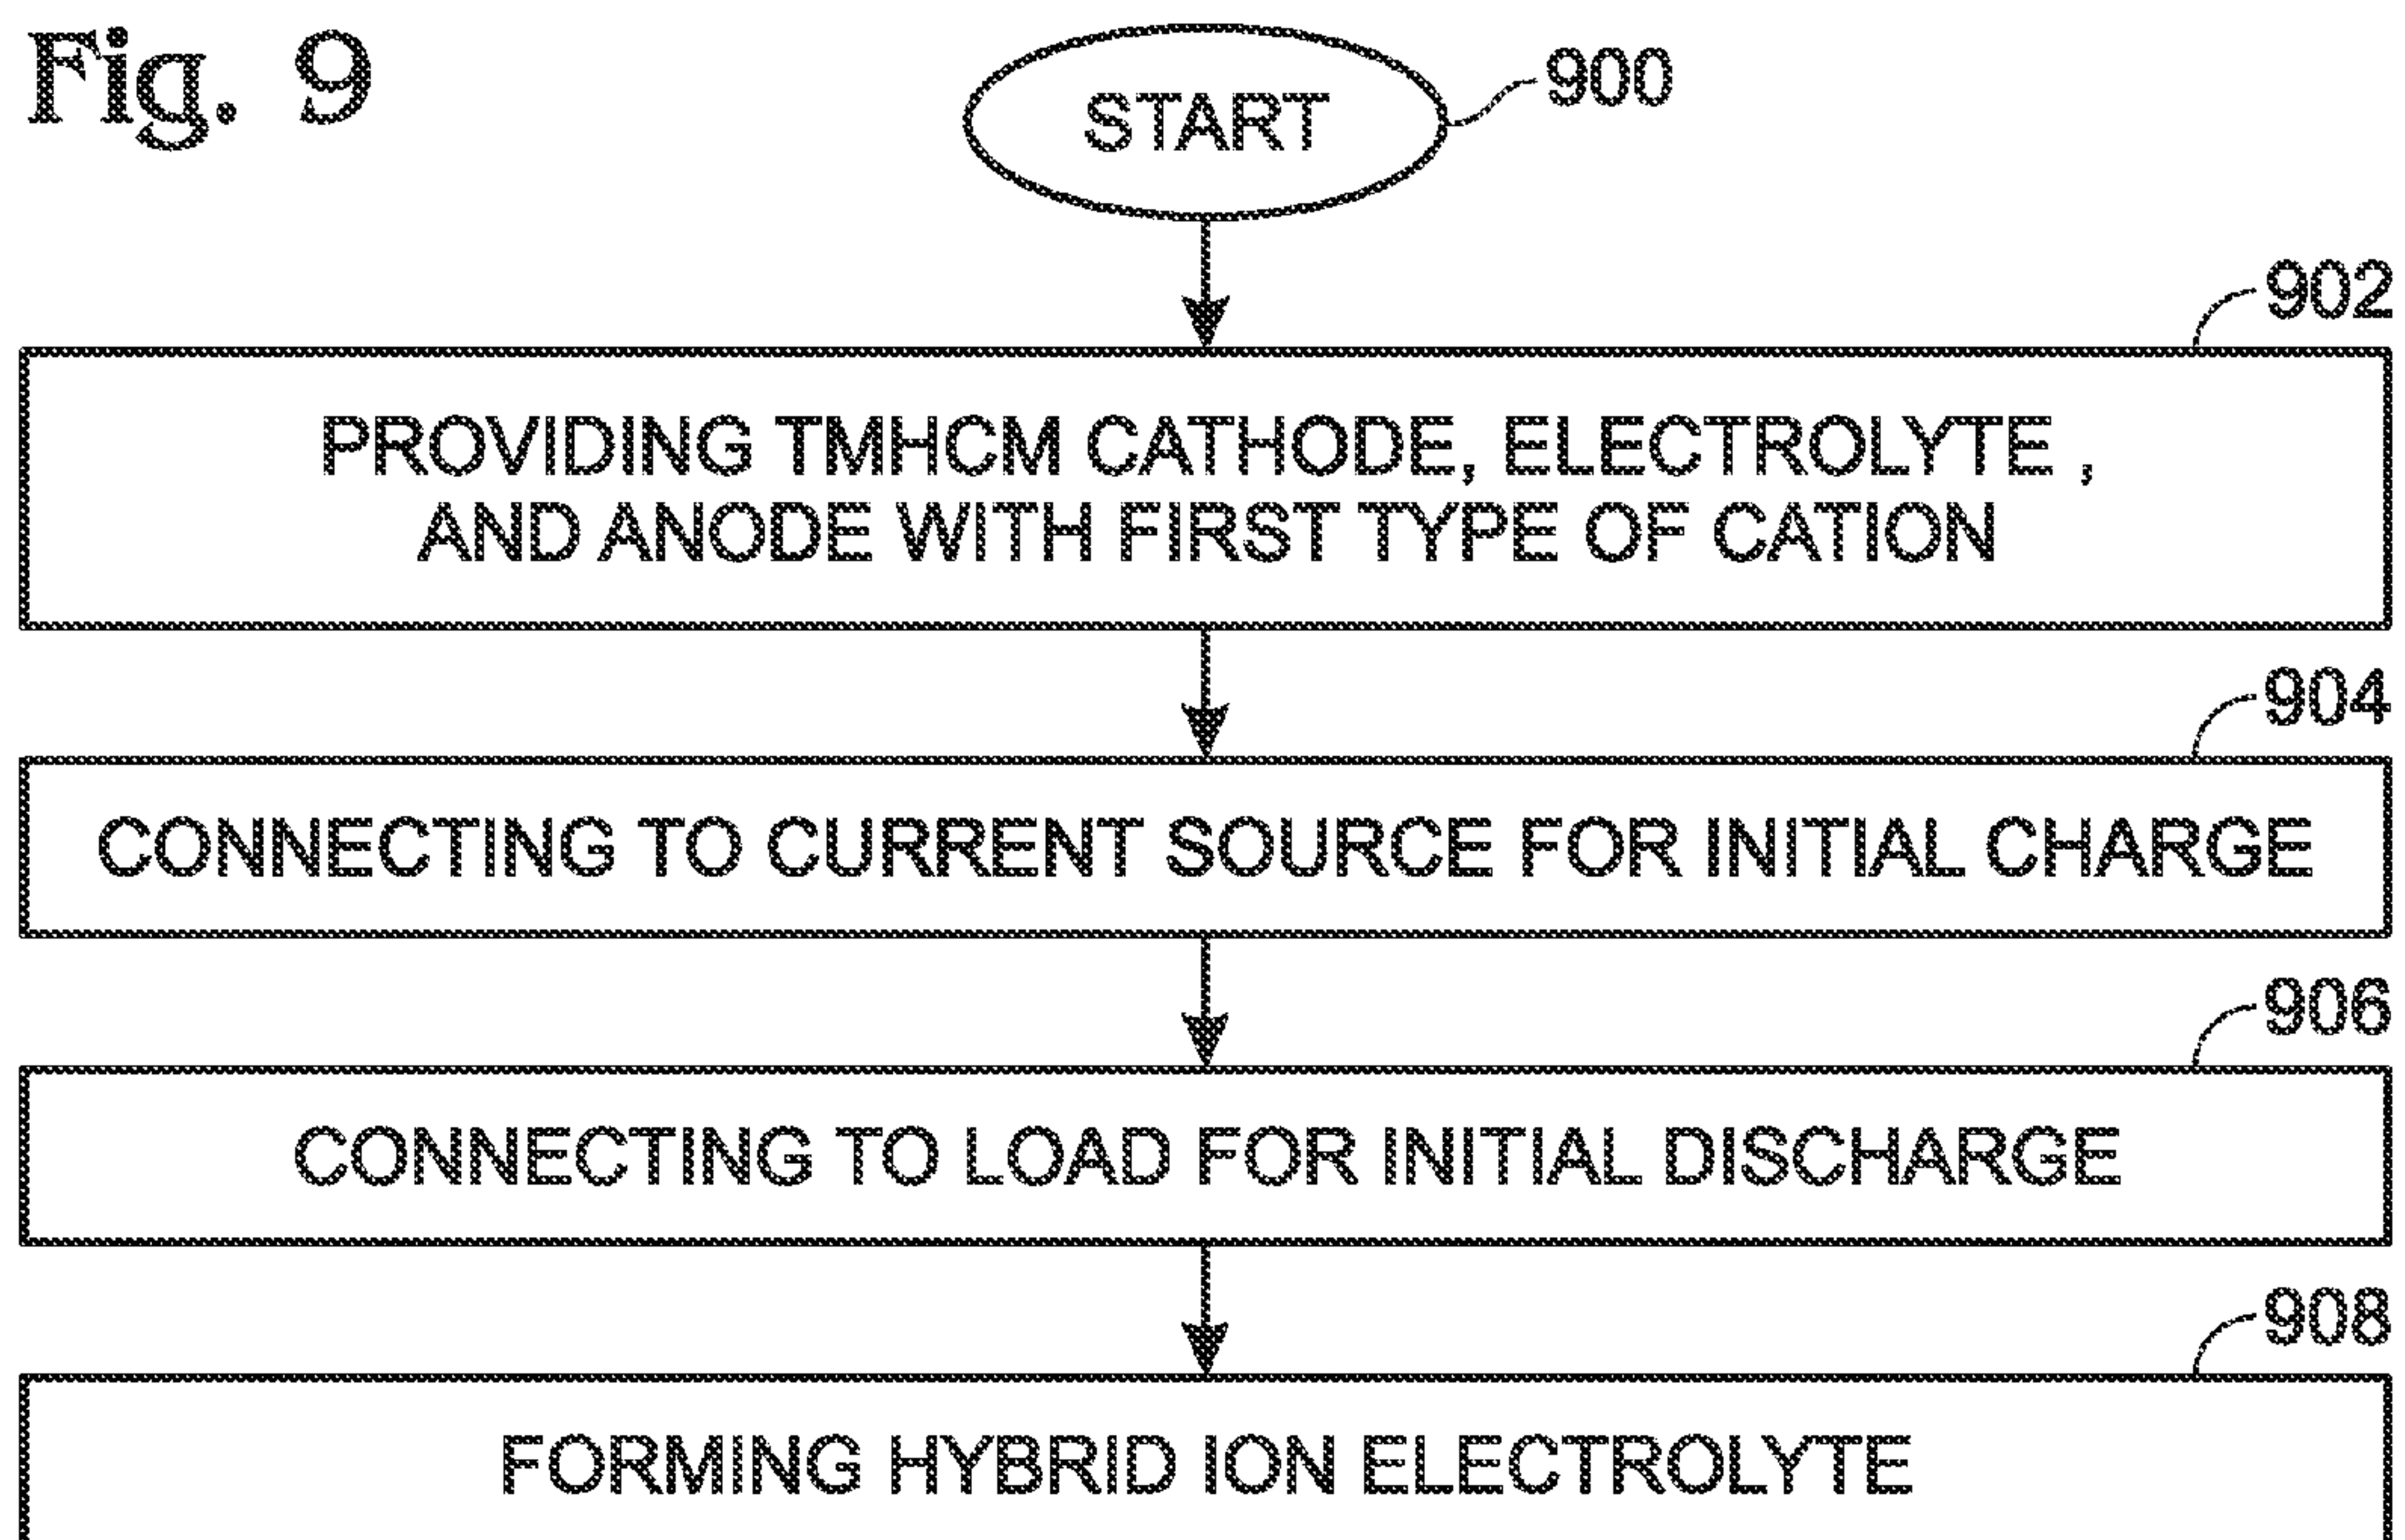 Fig. 9
START
900
902
PROVIDING TMHCM CATHODE, ELECTROLYTE ,
AND ANODE WITH FIRST TYPE OF CATION
904
CONNECTING TO CURRENT SOURCE FOR INITIAL CHARGE
906
CONNECTING TO LOAD FOR INITIAL DISCHARGE
908
FORMING HYBRID ION ELECTROLYTE